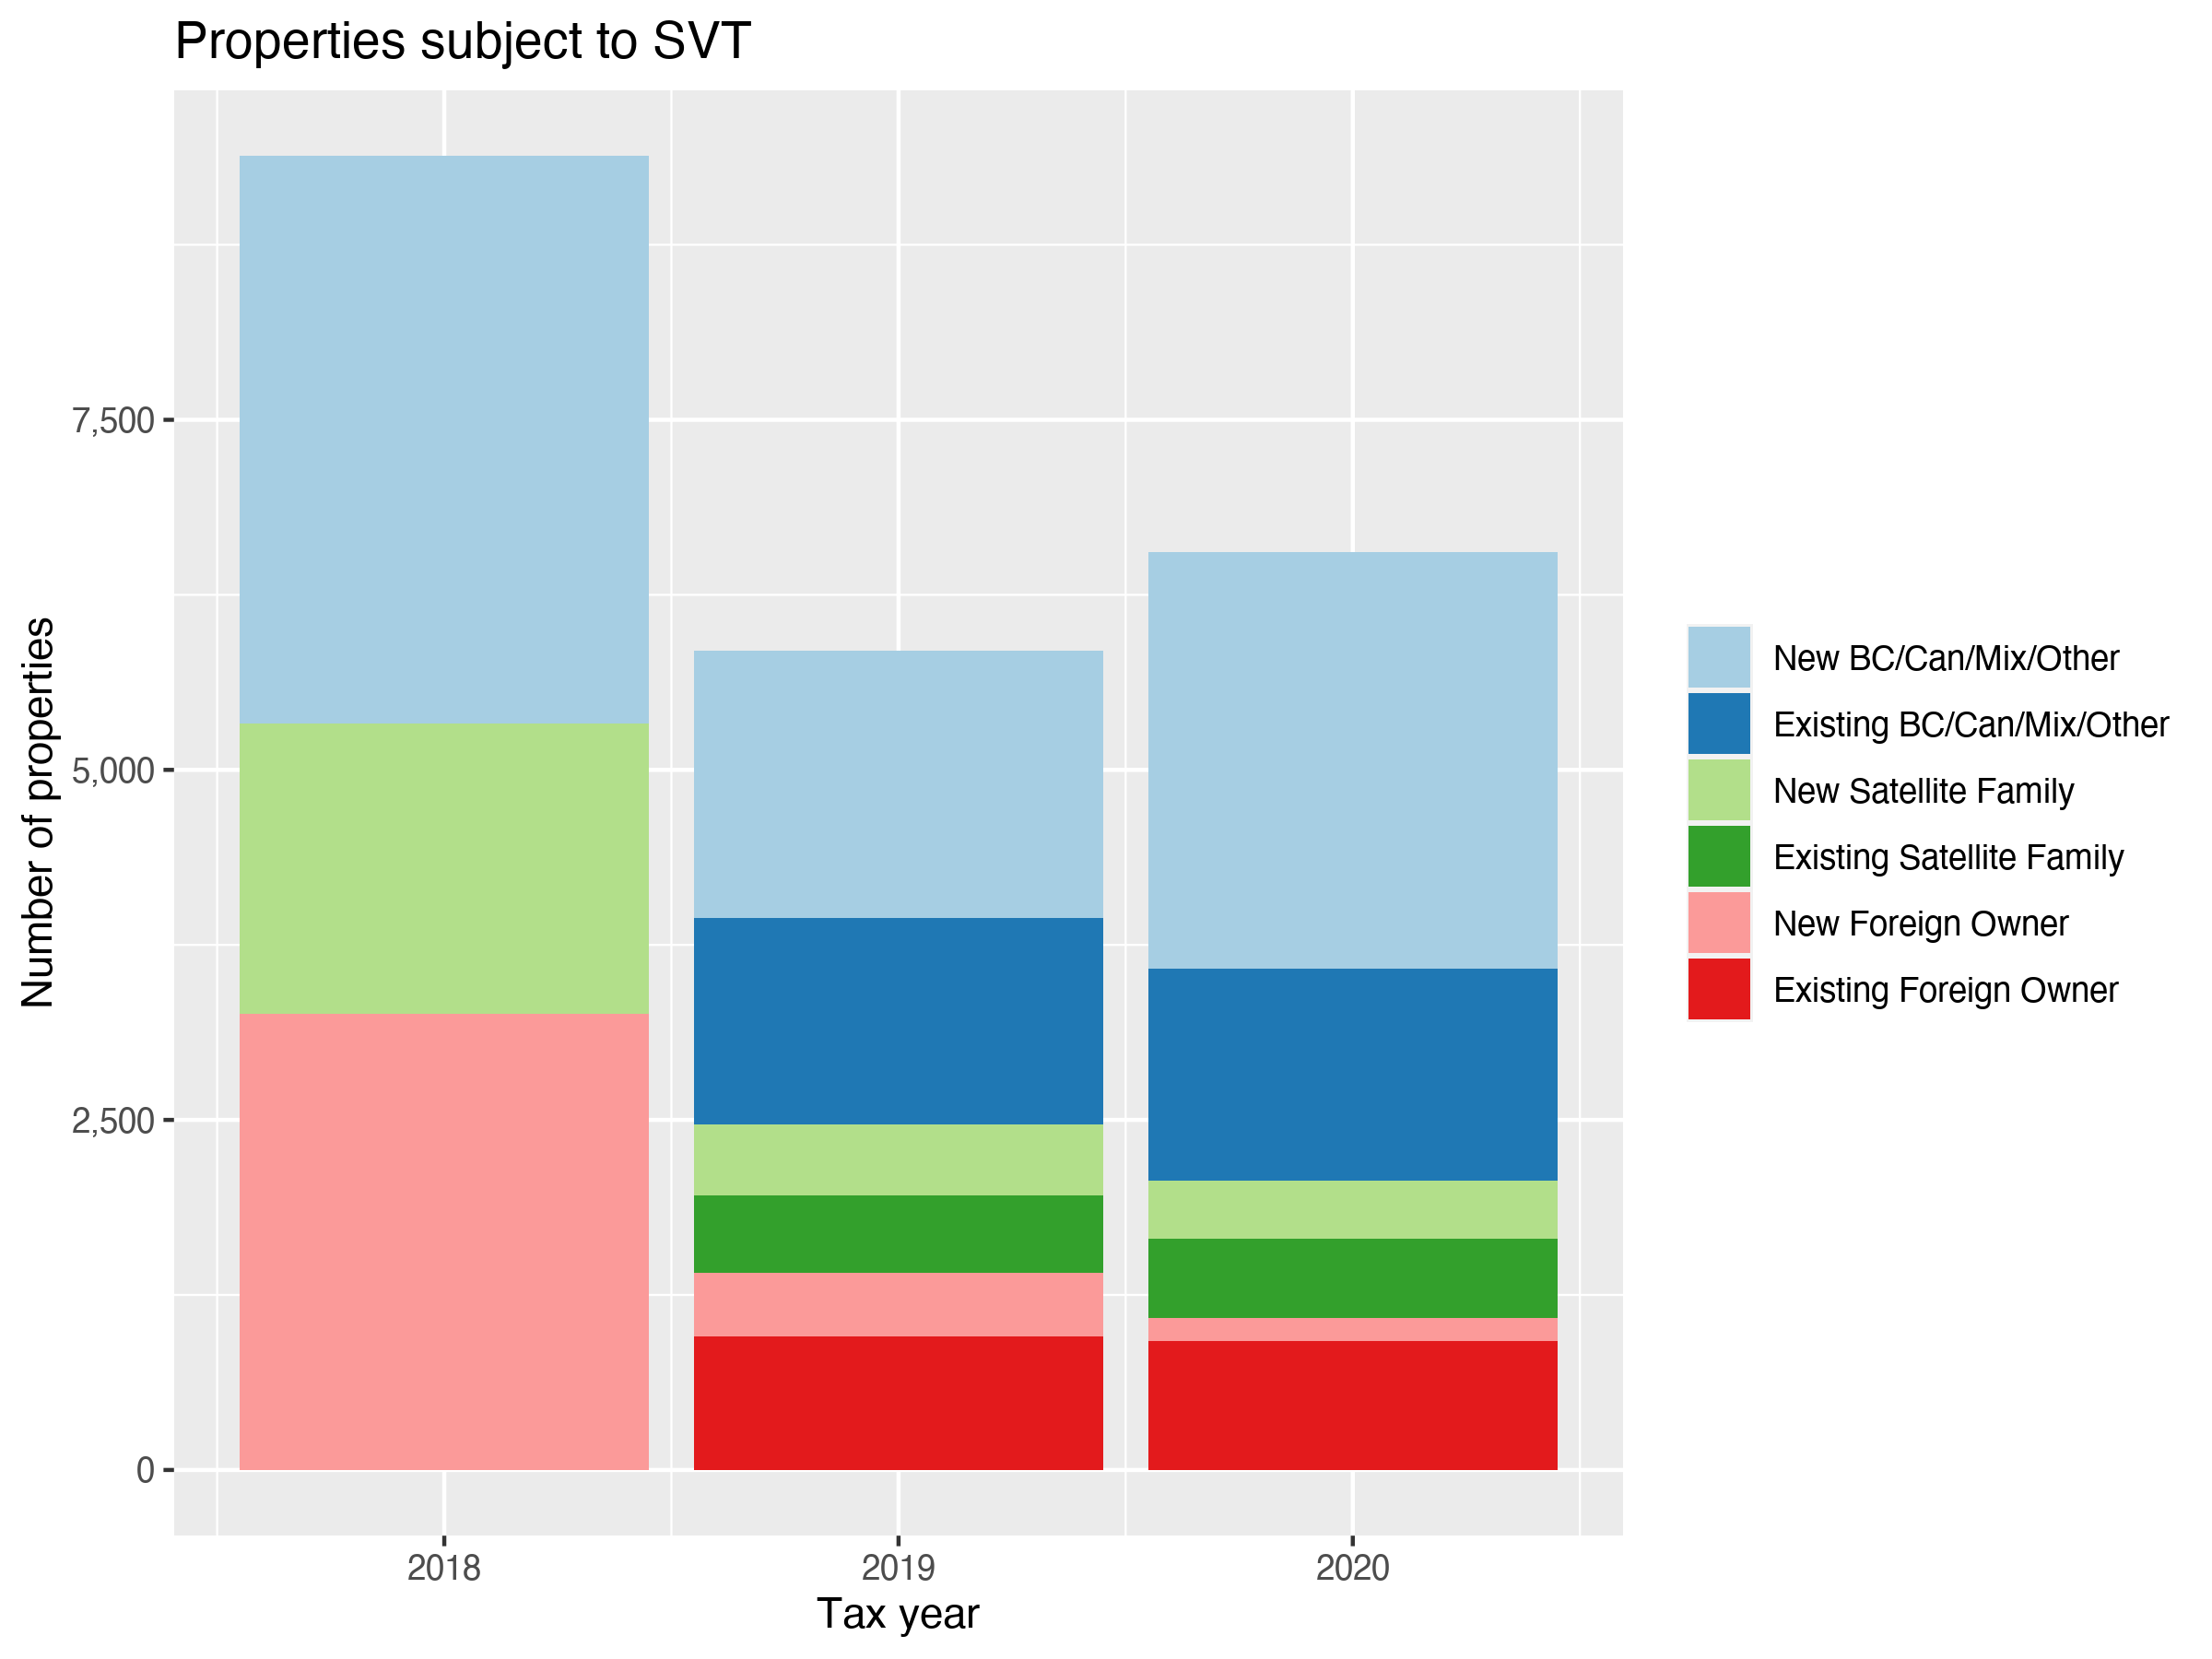 Properties subject to SVT
Number of properties
7,500
5,000
2,500
0
2018
2019
2020
Tax year
New BC/Can/Mix/Other
Existing BC/Can/Mix/Other
New Satellite Family
Existing Satellite Family
New Foreign Owner
Existing Foreign Owner